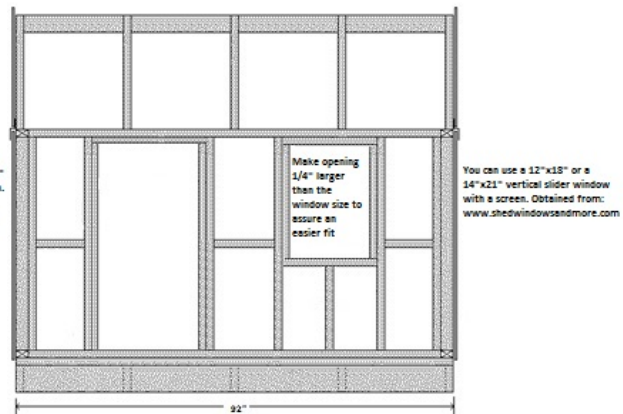 Make opening
1/4" larger
than the
window size to
assure an
easier fit
You can use a 12"x18" or a
14"x21" vertical slider window
with a screen. Obtained from:
www.shedwindowsandmore.com
92"